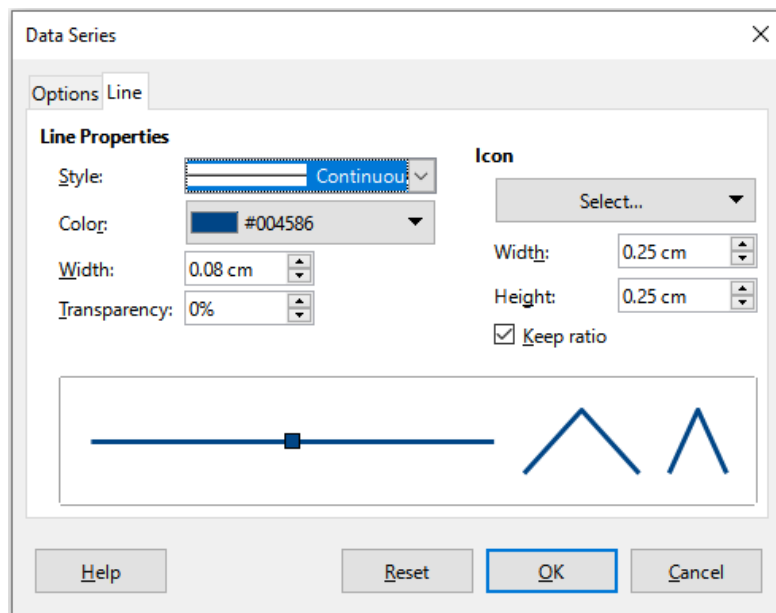 Data Series
Options Line
Line Properties
Style: Continuou
Color: #004586
Width: 0.08 cm
Transparency: 0%
Icon
Select...
Width: 0.25 cm
Height: 0.25 cm
Keep ratio
Help Reset OK Cancel